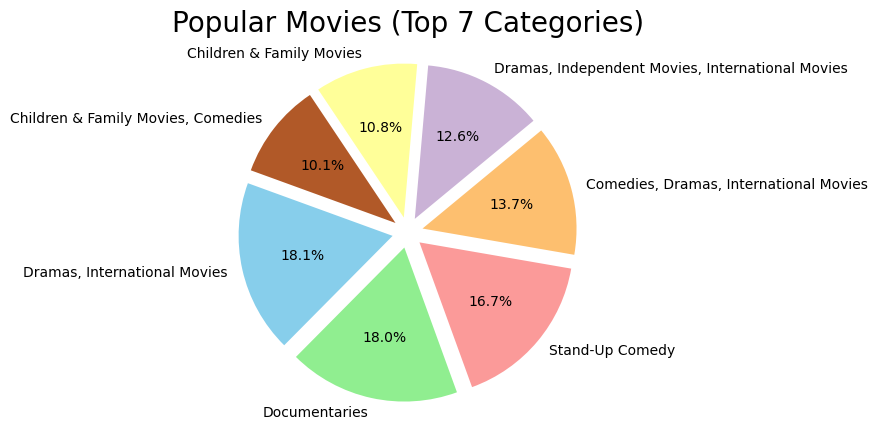 Popular Movies (Top 7 Categories)
Children & Family Movies
Dramas, Independent Movies, International Movies
Children & Family Movies, Comedies
10.8%
12.6%
10.1%
Comedies, Dramas, International Movies
13.7%
18.1%
Dramas, International Movies
16.7%
18.0%
Stand-Up Comedy
Documentaries